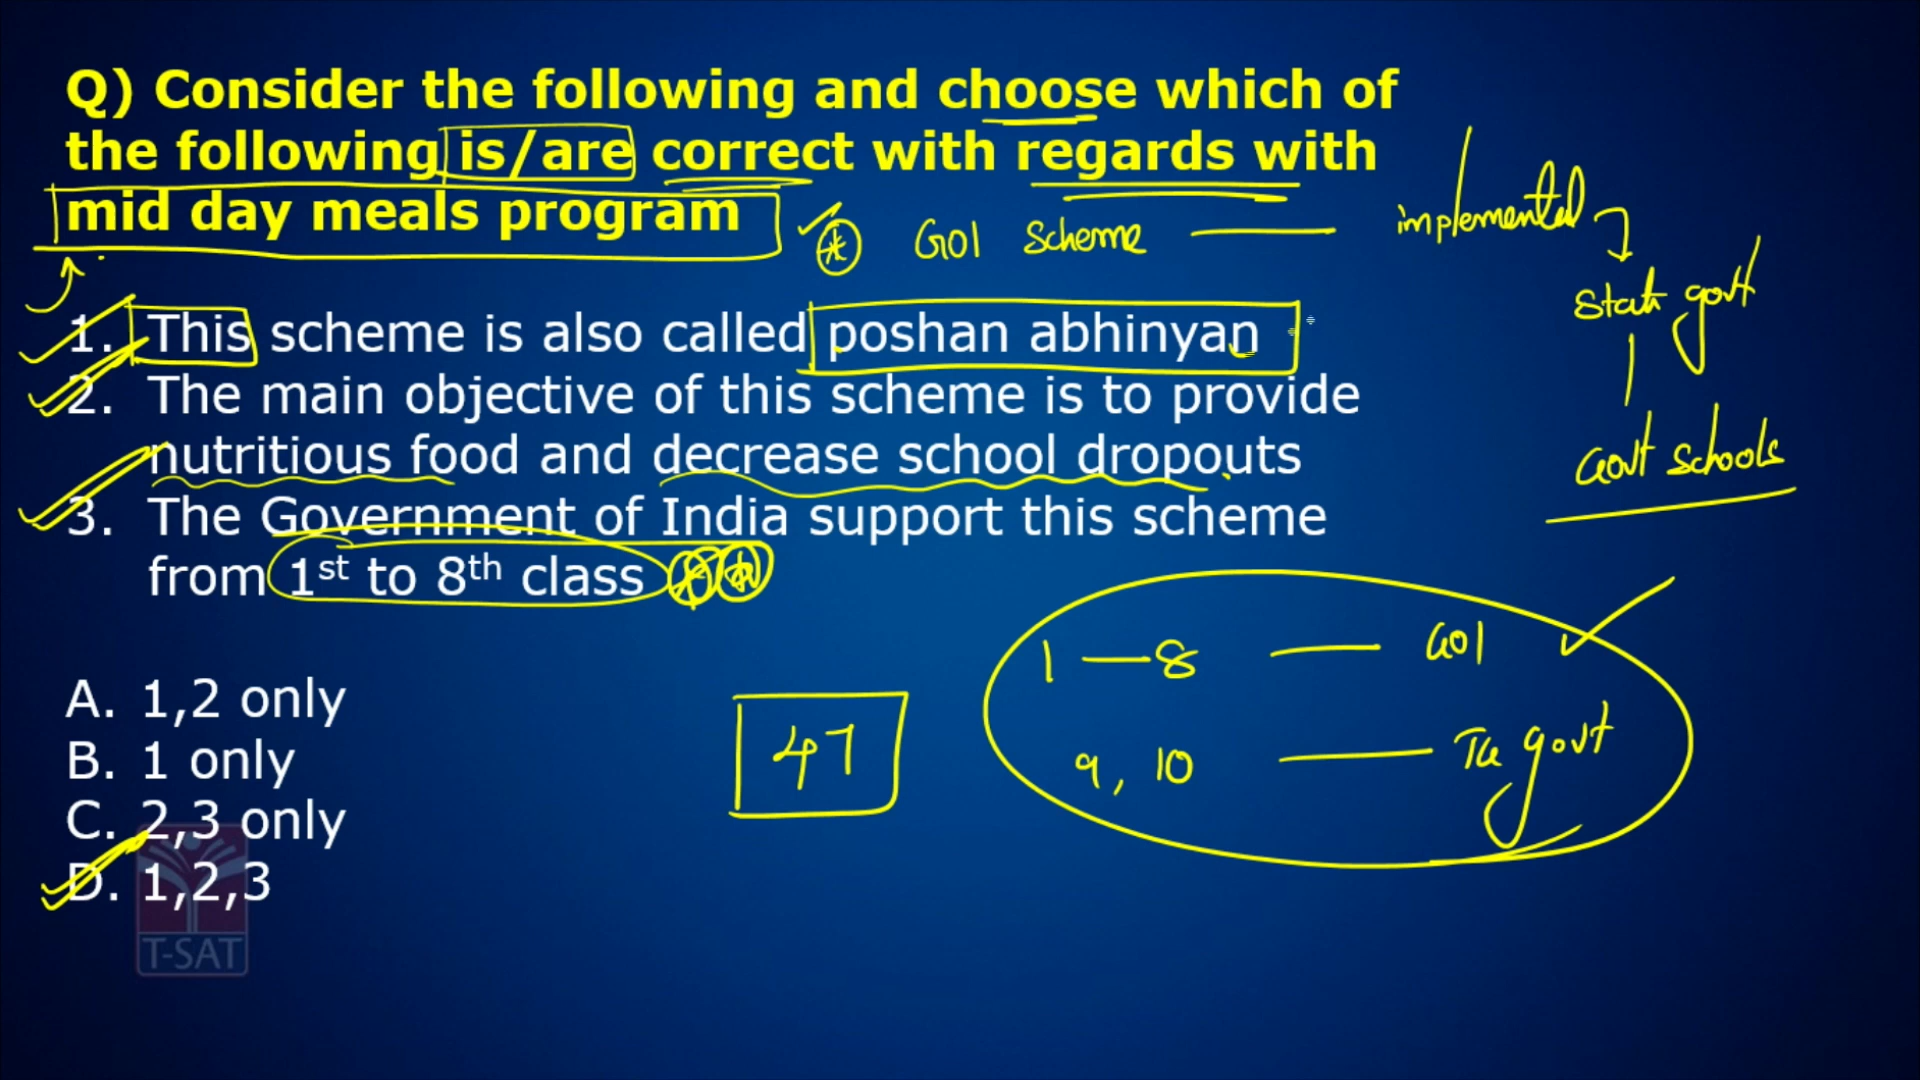 Q) Consider the following and choose which of
the following is/are correct with regards with
mid day meals program
GOI Scheme
implemented
State govt
Govt schools
1. This scheme is also called poshan abhinyan
2. The main objective of this scheme is to provide
nutritious food and decrease school dropouts
3. The Government of India support this scheme
from 1st to 8th class
A. 1,2 only
B. 1 only
C. 2,3 only
D. 1,2,3
47
1 — 8 — GOI
9, 10 — govt
T-SAT